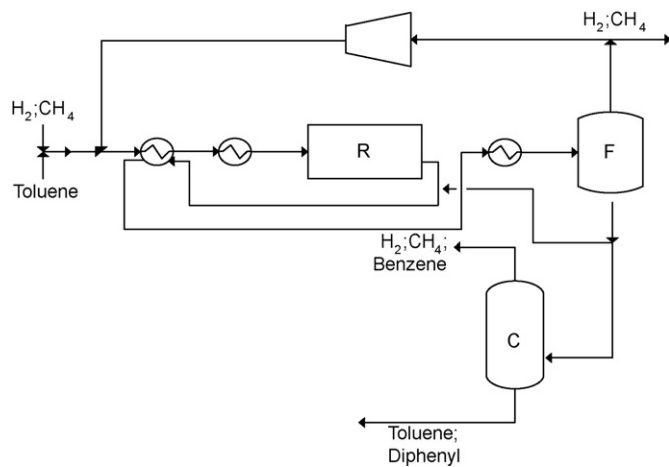 H₂;CH₄
H₂;CH₄
Toluene
R
F
H₂;CH₄;
Benzene
C
Toluene;
Diphenyl